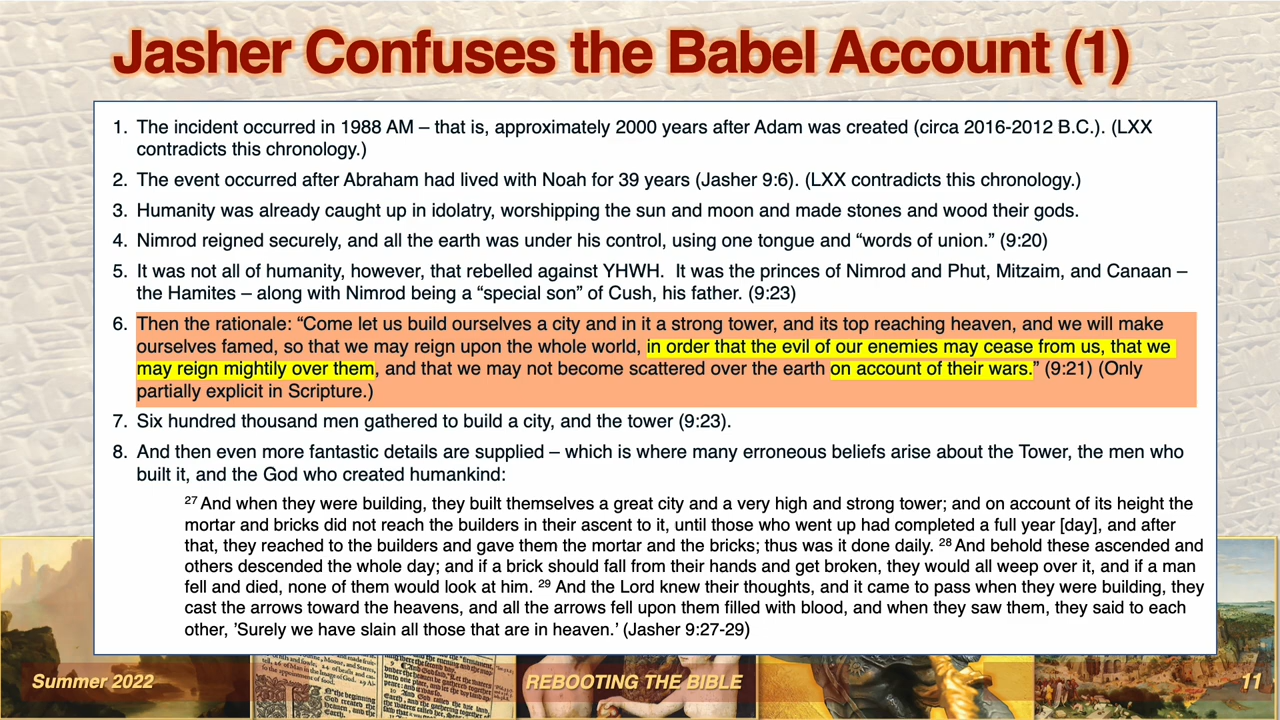 Jasher Confuses the Babel Account (1)
1. The incident occurred in 1988 AM – that is, approximately 2000 years after Adam was created (circa 2016-2012 B.C.). (LXX
contradicts this chronology.)
2. The event occurred after Abraham had lived with Noah for 39 years (Jasher 9:6). (LXX contradicts this chronology.)
3. Humanity was already caught up in idolatry, worshipping the sun and moon and made stones and wood their gods.
4. Nimrod reigned securely, and all the earth was under his control, using one tongue and “words of union.” (9:20)
5. It was not all of humanity, however, that rebelled against YHWH. It was the princes of Nimrod and Phut, Mitzaim, and Canaan –
the Hamites – along with Nimrod being a “special son” of Cush, his father. (9:23)
6. Then the rationale: “Come let us build ourselves a city and in it a strong tower, and its top reaching heaven, and we will make
ourselves famed, so that we may reign upon the whole world, in order that the evil of our enemies may cease from us, that we
may reign mightily over them, and that we may not become scattered over the earth on account of their wars.” (9:21) (Only
partially explicit in Scripture.)
7. Six hundred thousand men gathered to build a city, and the tower (9:23).
8. And then even more fantastic details are supplied – which is where many erroneous beliefs arise about the Tower, the men who
built it, and the God who created humankind:
27 And when they were building, they built themselves a great city and a very high and strong tower; and on account of its height the
mortar and bricks did not reach the builders in their ascent to it, until those who went up had completed a full year [day], and after
that, they reached to the builders and gave them the mortar and the bricks; thus was it done daily. 28 And behold these ascended and
others descended the whole day; and if a brick should fall from their hands and get broken, they would all weep over it, and if a man
fell and died, none of them would look at him. 29 And the Lord knew their thoughts, and it came to pass when they were building, they
cast the arrows toward the heavens, and all the arrows fell upon them filled with blood, and when they saw them, they said to each
other, ’Surely we have slain all those that are in heaven.’ (Jasher 9:27-29)
Summer 2022
REBOOTING THE BIBLE
11